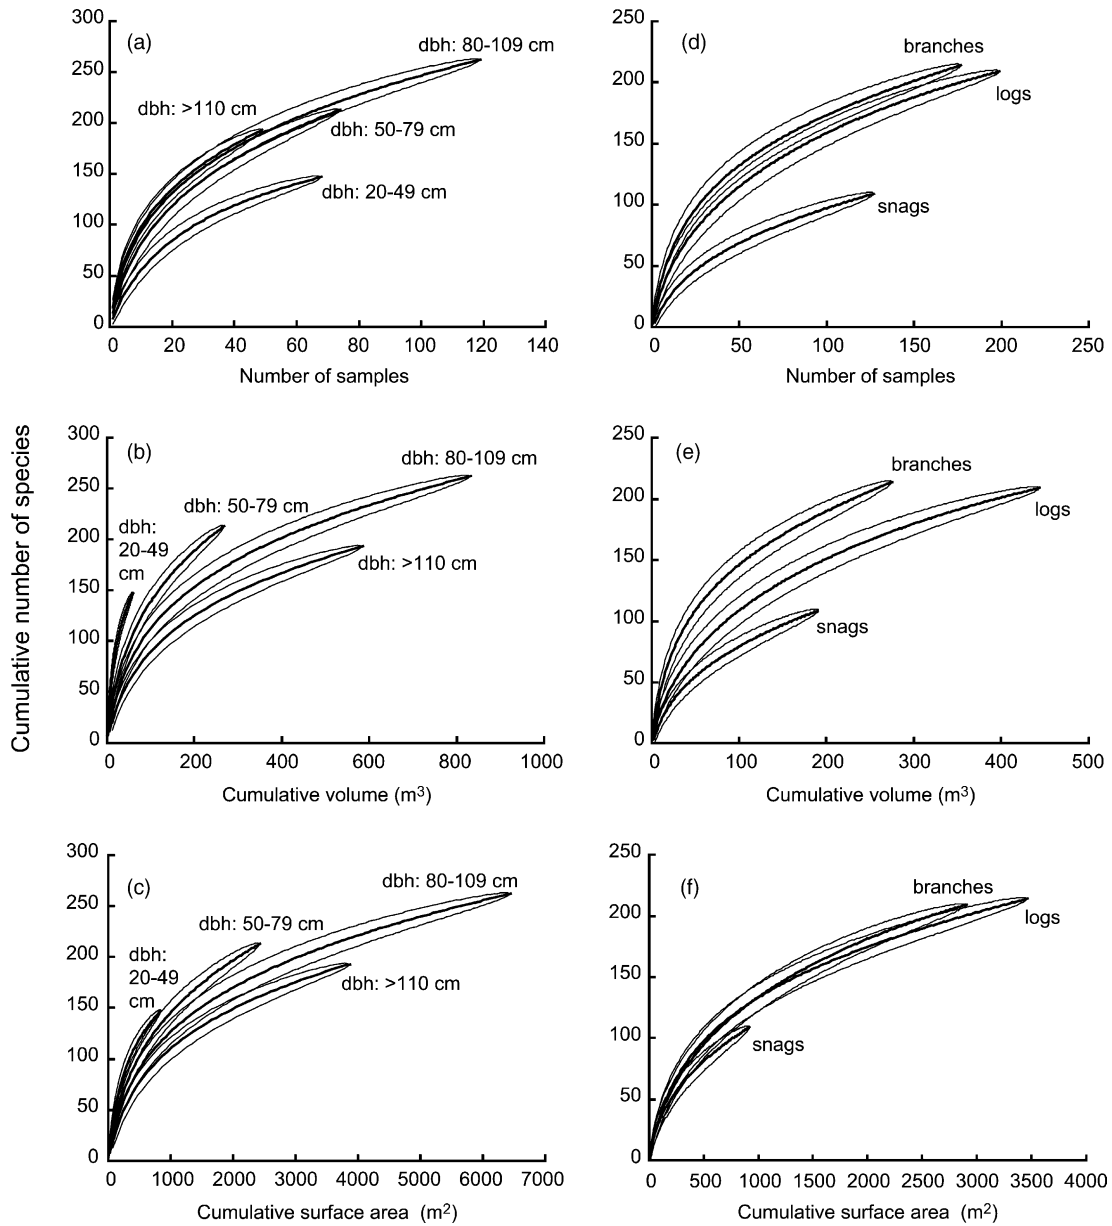 Cumulative number of species
300
250
200
150
100
50
0
(a)
dbh: 80-109 cm
dbh: >110 cm
dbh: 50-79 cm
dbh: 20-49 cm
0 20 40 60 80 100 120 140
Number of samples
250
200
150
100
50
0
(d)
branches
logs
snags
0 50 100 150 200 250
Number of samples
300
250
200
150
100
50
0
(b)
dbh: 80-109 cm
dbh: 50-79 cm
dbh:
20-49
cm
dbh: >110 cm
0 200 400 600 800 1000
Cumulative volume (m³)
250
200
150
100
50
0
(e)
branches
logs
snags
0 100 200 300 400 500
Cumulative volume (m³)
300
250
200
150
100
50
0
(c)
dbh: 80-109 cm
dbh: 50-79 cm
dbh:
20-49
cm
dbh: >110 cm
0 1000 2000 3000 4000 5000 6000 7000
Cumulative surface area (m²)
250
200
150
100
50
0
(f)
branches
logs
snags
0 500 1000 1500 2000 2500 3000 3500 4000
Cumulative surface area (m²)